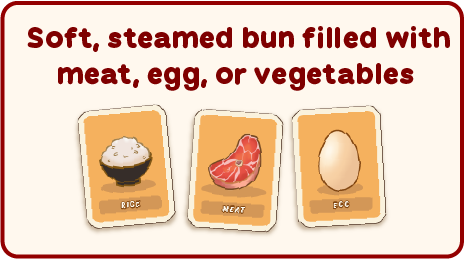 Soft, steamed bun filled with
meat, egg, or vegetables
RICE
MEAT
EGG